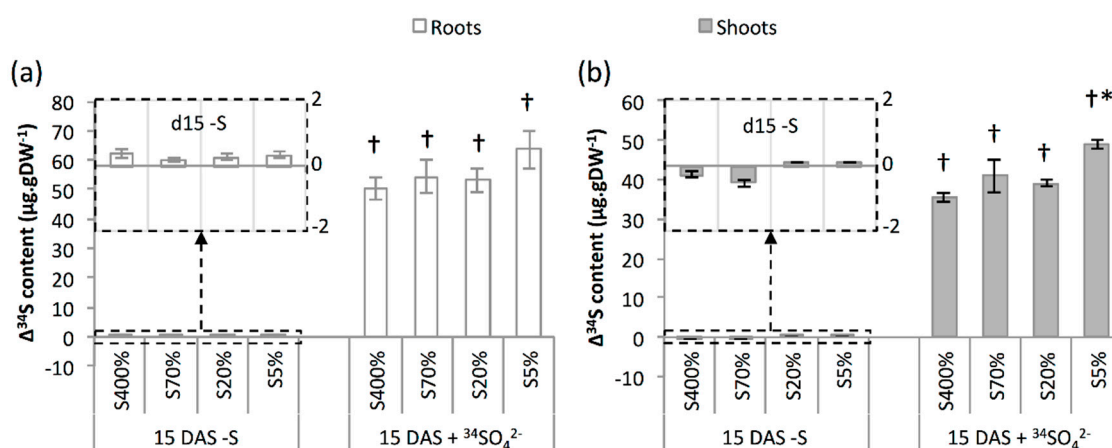 Roots Shoots
(a)
Δ³⁴S content (µg.gDW⁻¹)
80
70
60
50
40
30
20
10
0
-10
d15 -S
2
0
-2
† † † †
S400% S70% S20% S5% S400% S70% S20% S5%
15 DAS -S 15 DAS + ³⁴SO₄²⁻
(b)
Δ³⁴S content (µg.gDW⁻¹)
60
50
40
30
20
10
0
-10
d15 -S
2
0
-2
† † † †*
S400% S70% S20% S5% S400% S70% S20% S5%
15 DAS -S 15 DAS + ³⁴SO₄²⁻